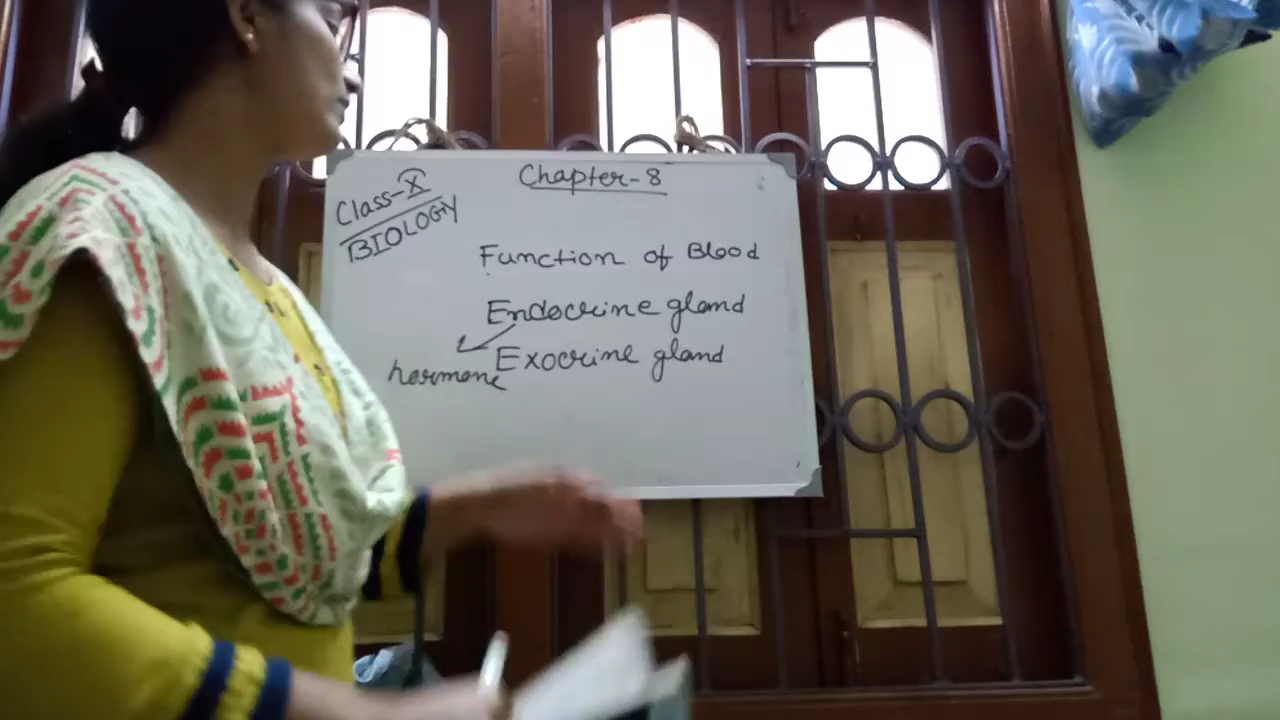 Chapter-8
Class-X
BIOLOGY
Function of Blood
Endocrine gland
Exocrine gland
hormone